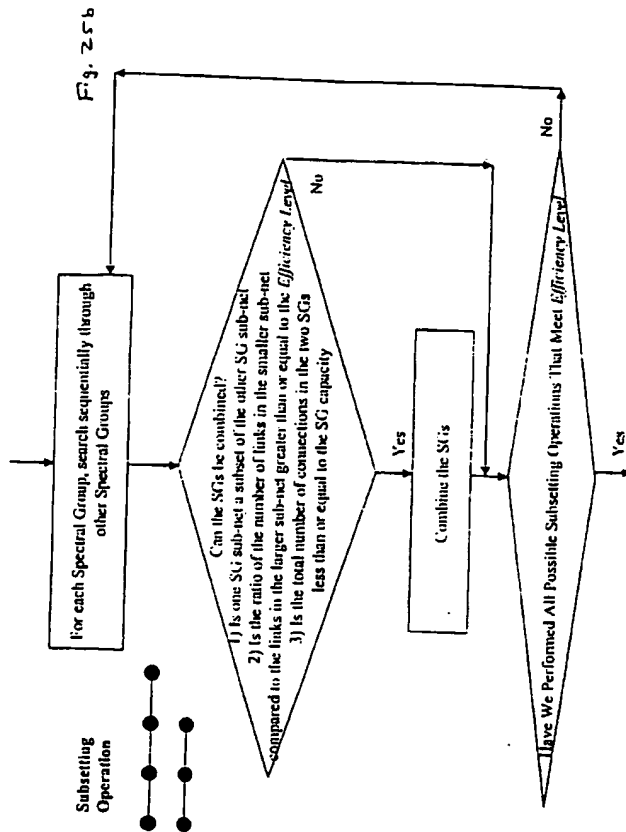 Fig. 25b
Subsetting
Operation
For each Spectral Group, search sequentially through
other Spectral Groups
Can the SGs be combined?
1) Is one SG sub-net a subset of the other SG sub-net
2) Is the ratio of the number of links in the smaller sub-net
compared to the links in the larger sub-net greater than or equal to the Efficiency Level
3) Is the total number of connections in the two SGs
less than or equal to the SG capacity
No
Yes
Combine the SGs
Have We Performed All Possible Subsetting Operations That Meet Efficiency Level
No
Yes